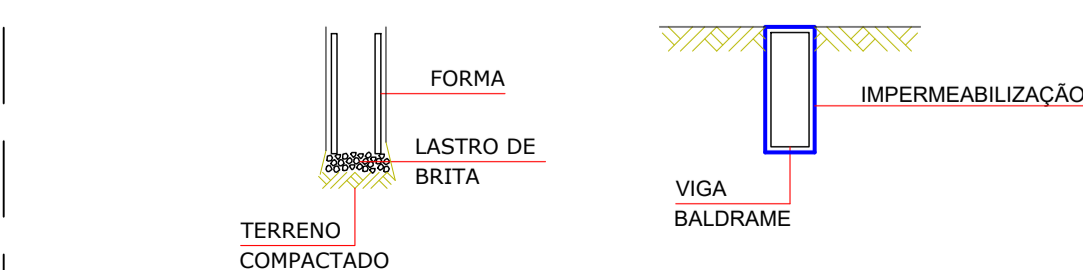 FORMA
LASTRO DE
BRITA
TERRENO
COMPACTADO
IMPERMEABILIZAÇÃO
VIGA
BALDRAME